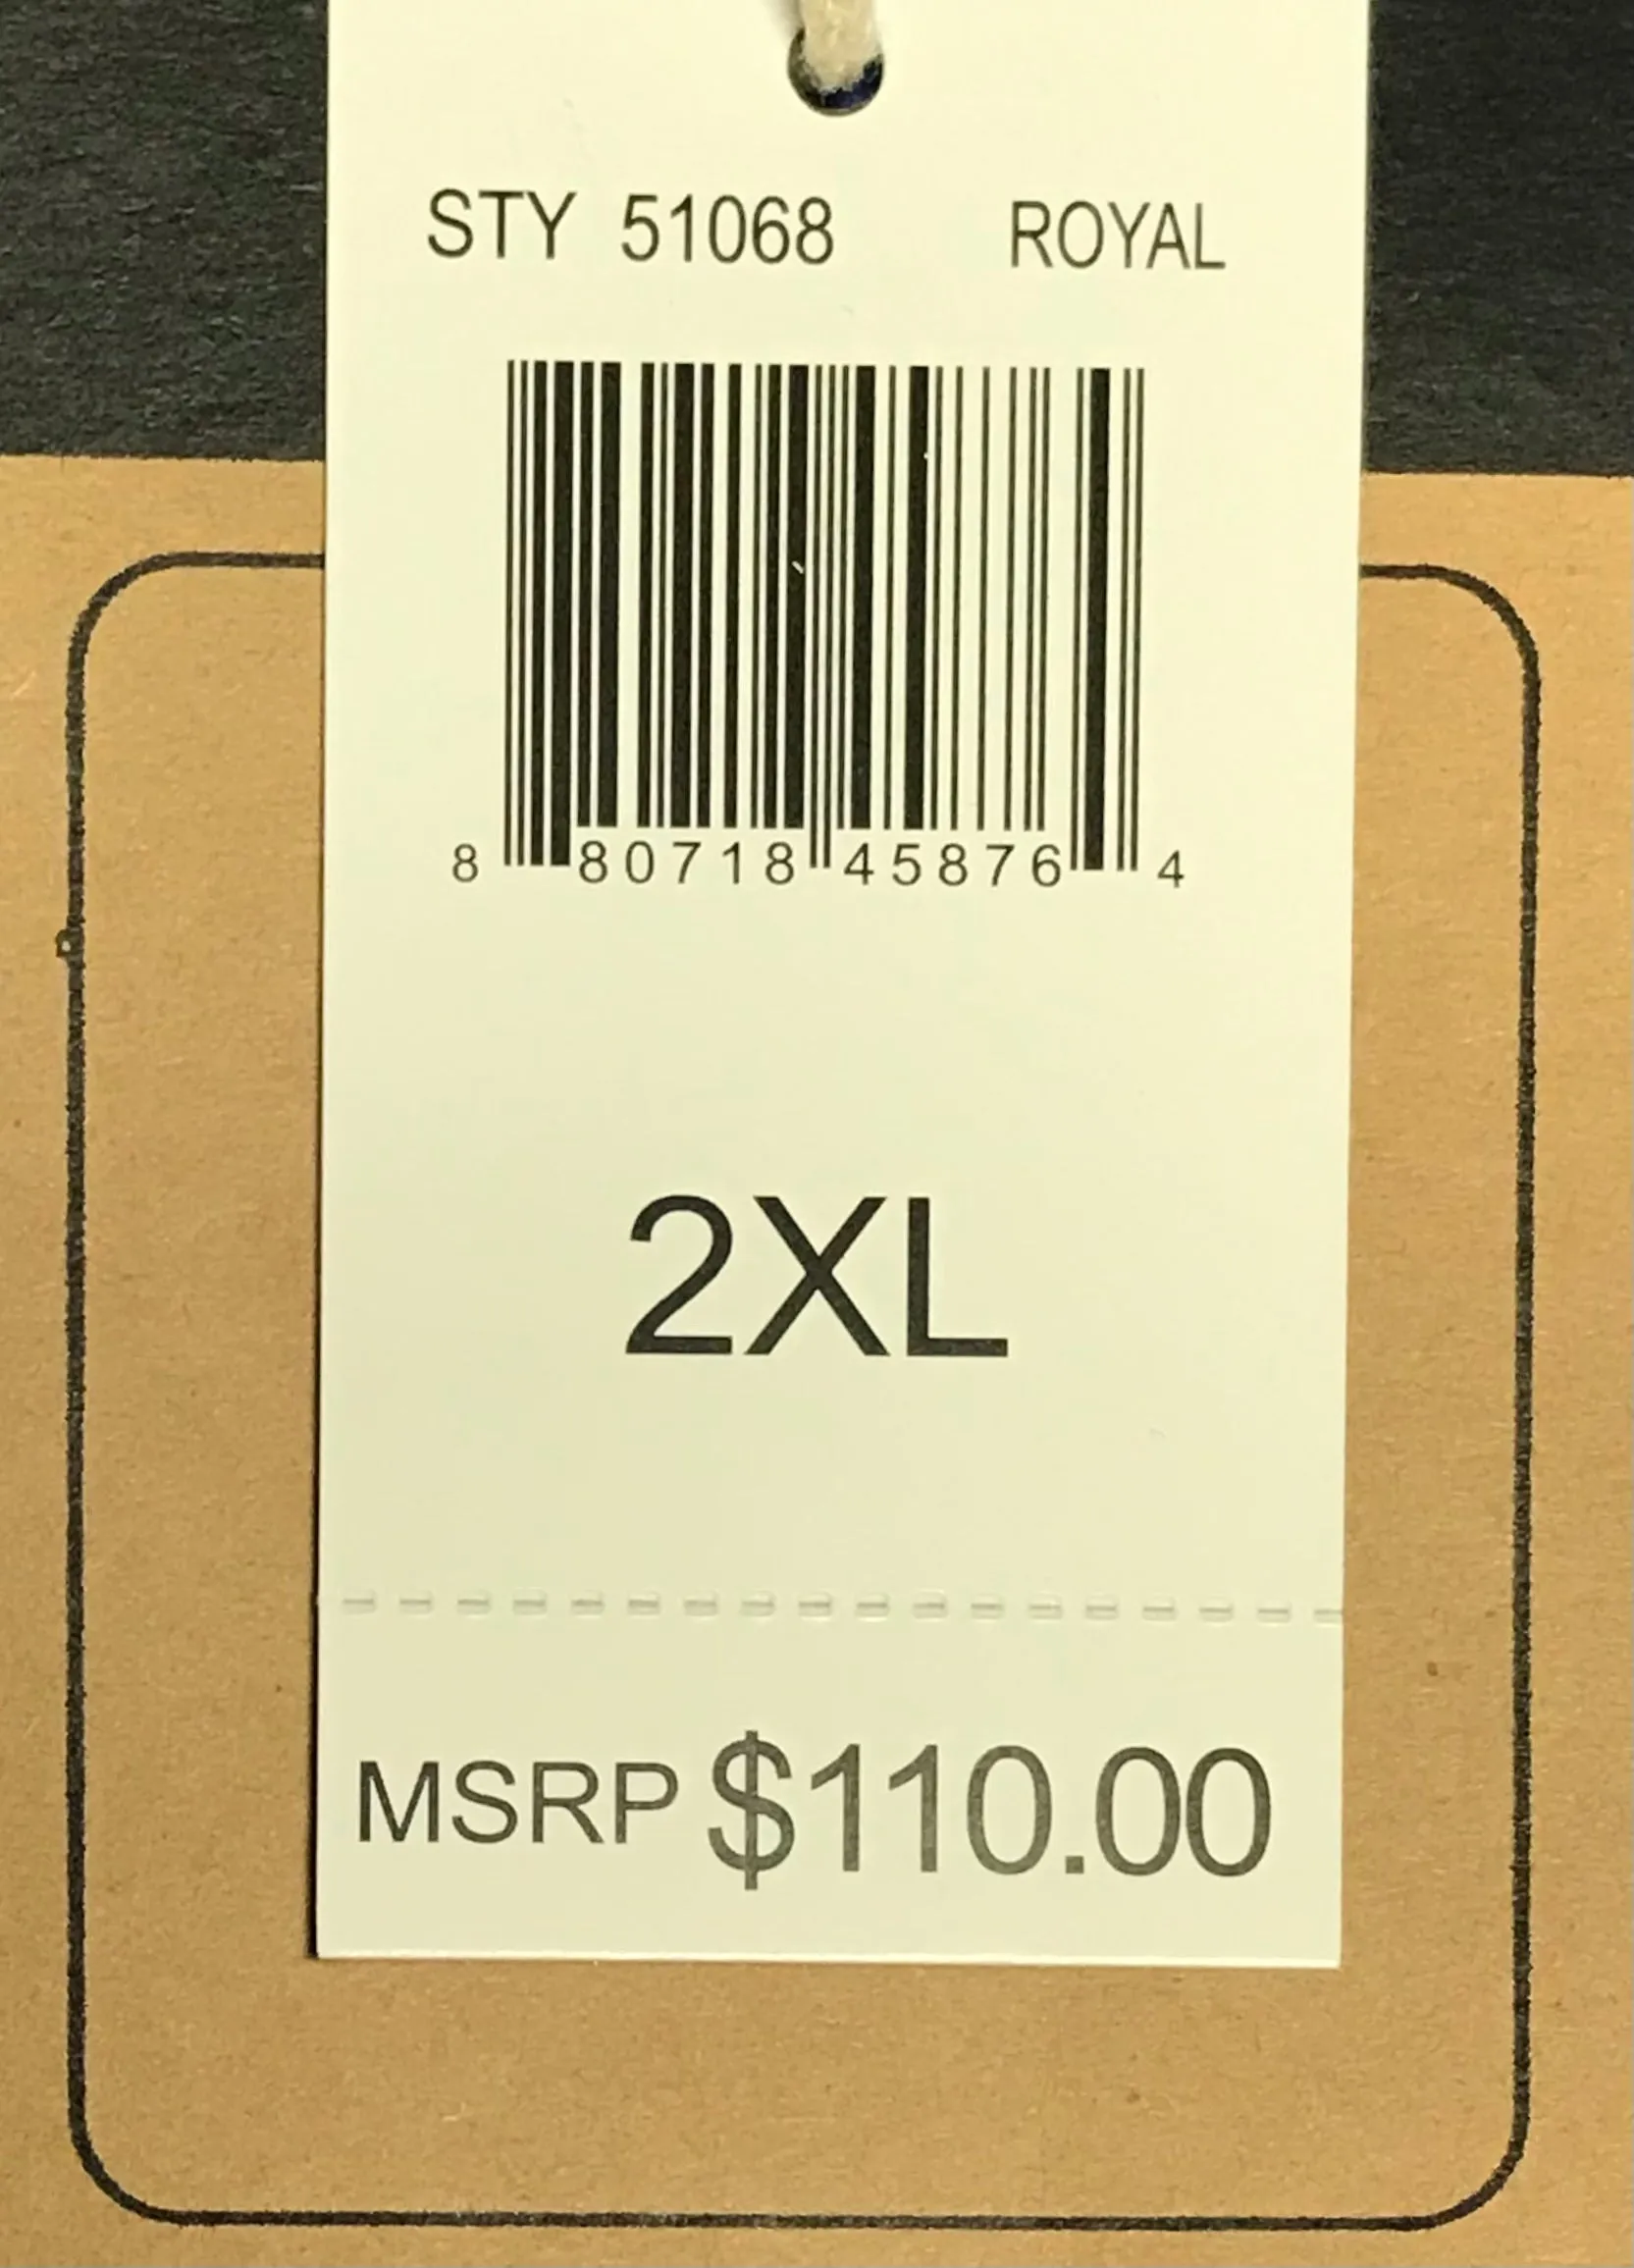 STY 51068 ROYAL
8 80718 45876 4
2XL
MSRP $110.00